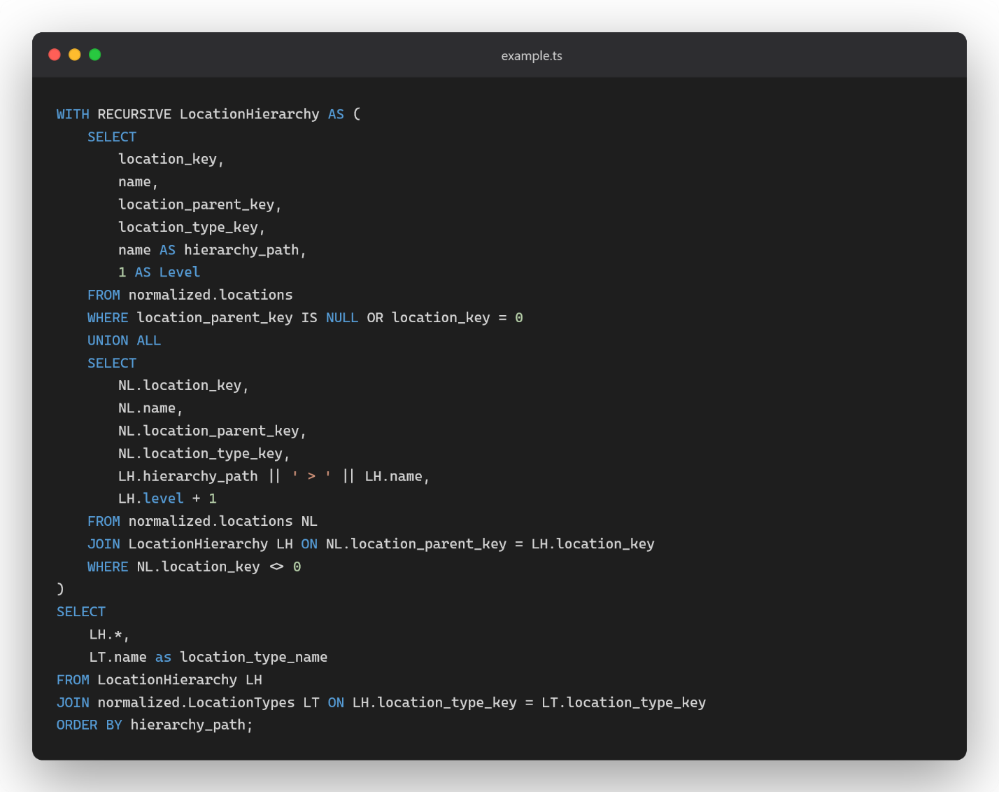 example.ts
WITH RECURSIVE LocationHierarchy AS (
    SELECT
        location_key,
        name,
        location_parent_key,
        location_type_key,
        name AS hierarchy_path,
        1 AS Level
    FROM normalized.locations
    WHERE location_parent_key IS NULL OR location_key = 0
    UNION ALL
    SELECT
        NL.location_key,
        NL.name,
        NL.location_parent_key,
        NL.location_type_key,
        LH.hierarchy_path || ' > ' || LH.name,
        LH.level + 1
    FROM normalized.locations NL
    JOIN LocationHierarchy LH ON NL.location_parent_key = LH.location_key
    WHERE NL.location_key <> 0
)
SELECT
    LH.*,
    LT.name as location_type_name
FROM LocationHierarchy LH
JOIN normalized.LocationTypes LT ON LH.location_type_key = LT.location_type_key
ORDER BY hierarchy_path;